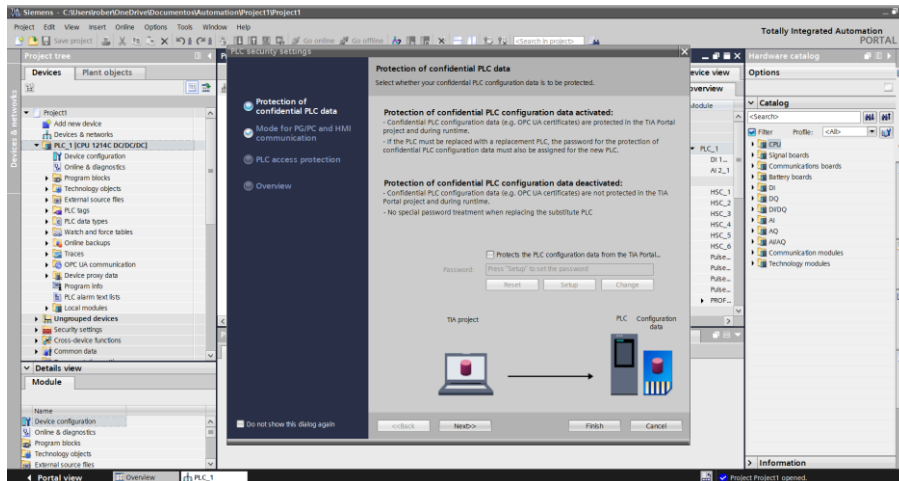 Siemens - C:\Users\rober\OneDrive\Documentos\Automation\Project1\Project1
Project Edit View Insert Online Options Tools Window Help
Totally Integrated Automation
PORTAL
Save project
Go online
Go offline
<Search in project>
Project tree
Devices
Plant objects
Devices & networks
Project1
Add new device
Devices & networks
PLC_1 [CPU 1214C DC/DC/DC]
Device configuration
Online & diagnostics
Program blocks
Technology objects
External source files
PLC tags
PLC data types
Watch and force tables
Online backups
Traces
OPC UA communication
Device proxy data
Program info
PLC alarm text lists
Local modules
Ungrouped devices
Security settings
Cross-device functions
Common data
Details view
Module
Name
Device configuration
Online & diagnostics
Program blocks
Technology objects
External source files
PLC security settings
Protection of
confidential PLC data
Mode for PG/PC and HMI
communication
PLC access protection
Overview
Do not show this dialog again
Protection of confidential PLC data
Select whether your confidential PLC configuration data is to be protected.
Protection of confidential PLC configuration data activated:
- Confidential PLC configuration data (e.g. OPC UA certificates) are protected in the TIA Portal
project and during runtime.
- If the PLC must be replaced with a replacement PLC, the password for the protection of
confidential PLC configuration data must also be assigned for the new PLC.
Protection of confidential PLC configuration data deactivated:
- Confidential PLC configuration data (e.g. OPC UA certificates) are not protected in the TIA
Portal project and during runtime.
- No special password treatment when replacing the substitute PLC
Protects the PLC configuration data from the TIA Portal...
Password:
Press "Setup" to set the password
Reset
Setup
Change
TIA project
PLC
Configuration
data
<<Back
Next>>
Finish
Cancel
evice view
overview
Module
PLC_1
DI 1...
AI 2_1
HSC_1
HSC_2
HSC_3
HSC_4
HSC_5
HSC_6
Pulse...
Pulse...
Pulse...
Pulse...
PROF...
Hardware catalog
Options
Catalog
<Search>
Filter
Profile:
<All>
CPU
Signal boards
Communications boards
Battery boards
DI
DQ
DI/DQ
AI
AQ
AI/AQ
Communication modules
Technology modules
Information
Portal view
Overview
PLC_1
Project Project1 opened.